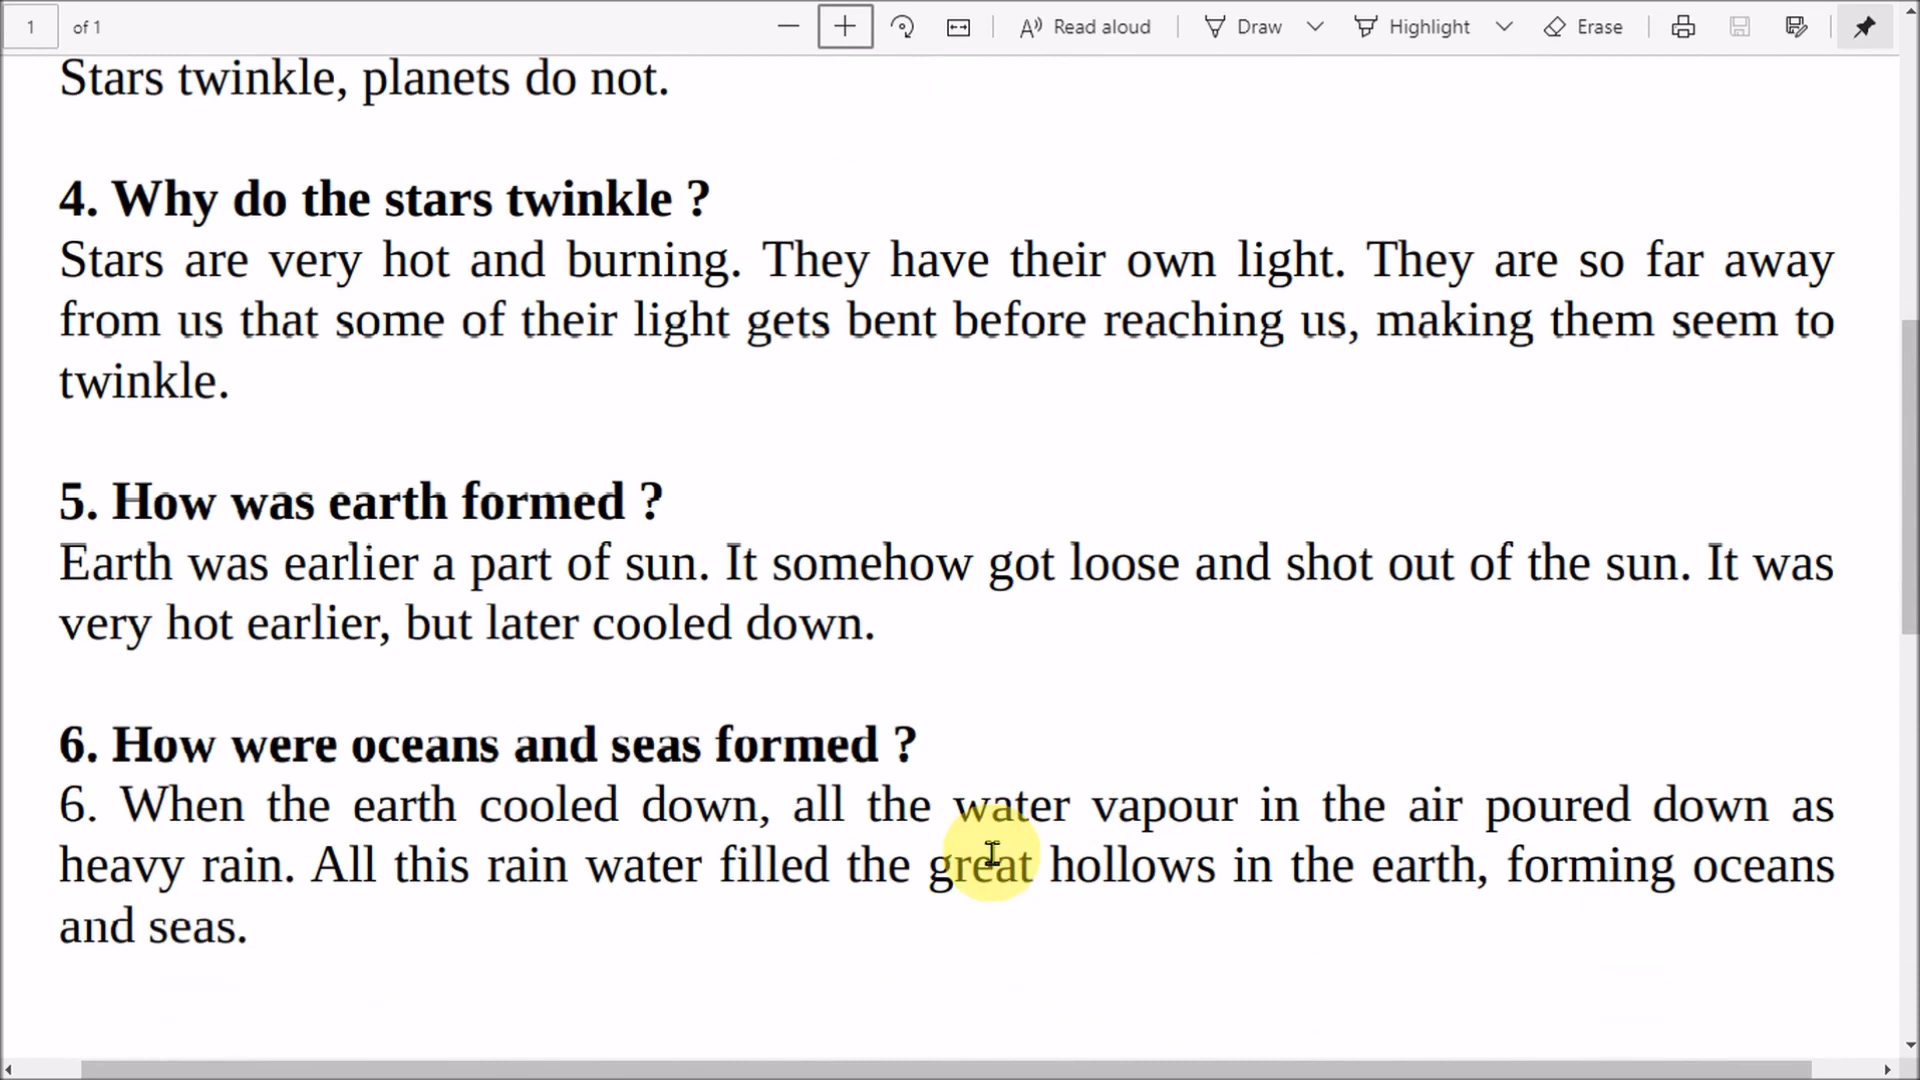 1 of 1 Read aloud Draw Highlight Erase
Stars twinkle, planets do not.
4. Why do the stars twinkle ?
Stars are very hot and burning. They have their own light. They are so far away
from us that some of their light gets bent before reaching us, making them seem to
twinkle.
5. How was earth formed ?
Earth was earlier a part of sun. It somehow got loose and shot out of the sun. It was
very hot earlier, but later cooled down.
6. How were oceans and seas formed ?
6. When the earth cooled down, all the water vapour in the air poured down as
heavy rain. All this rain water filled the great hollows in the earth, forming oceans
and seas.